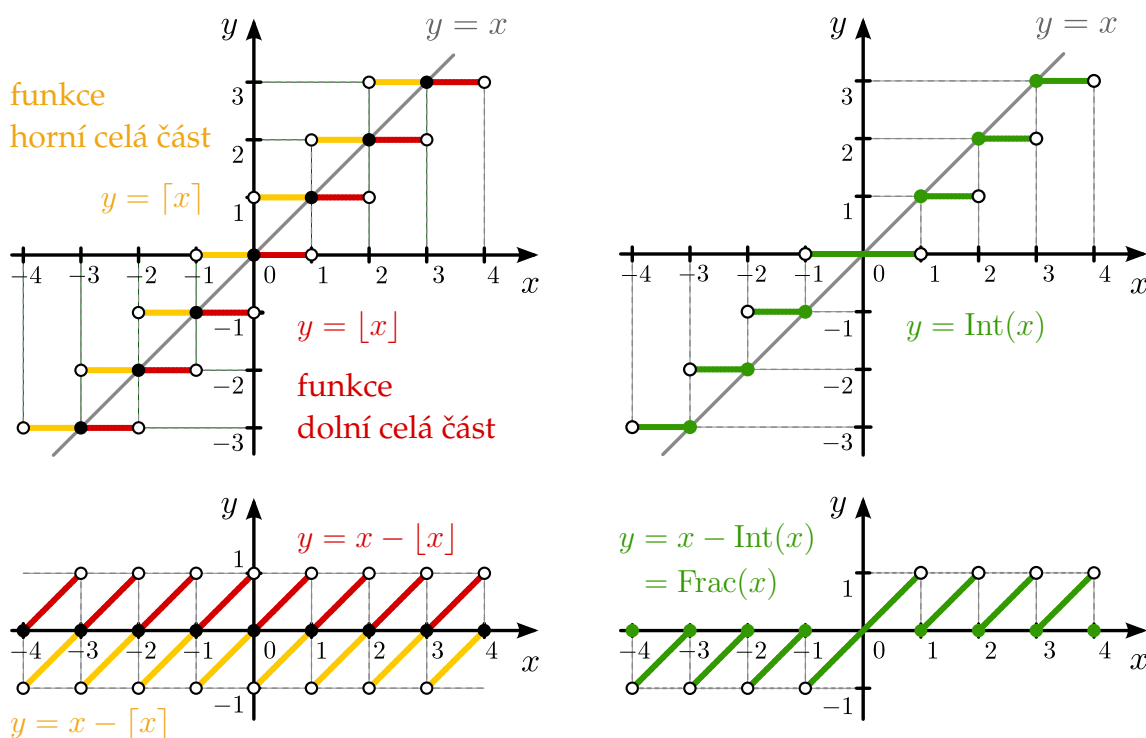 y
y = x
funkce
horní celá část
y = ⌈x⌉
3
2
1
−4 −3 −2 −1 0 1 2 3 4
x
−1
−2
−3
y = ⌊x⌋
funkce
dolní celá část
y
y = x
3
2
1
−4 −3 −2 −1 0 1 2 3 4
x
−1
−2
−3
y = Int(x)
y
y = x − ⌊x⌋
1
−4 −3 −2 −1 0 1 2 3 4
x
−1
y = x − ⌈x⌉
y
y = x − Int(x)
= Frac(x)
1
−4 −3 −2 −1 0 1 2 3 4
x
−1